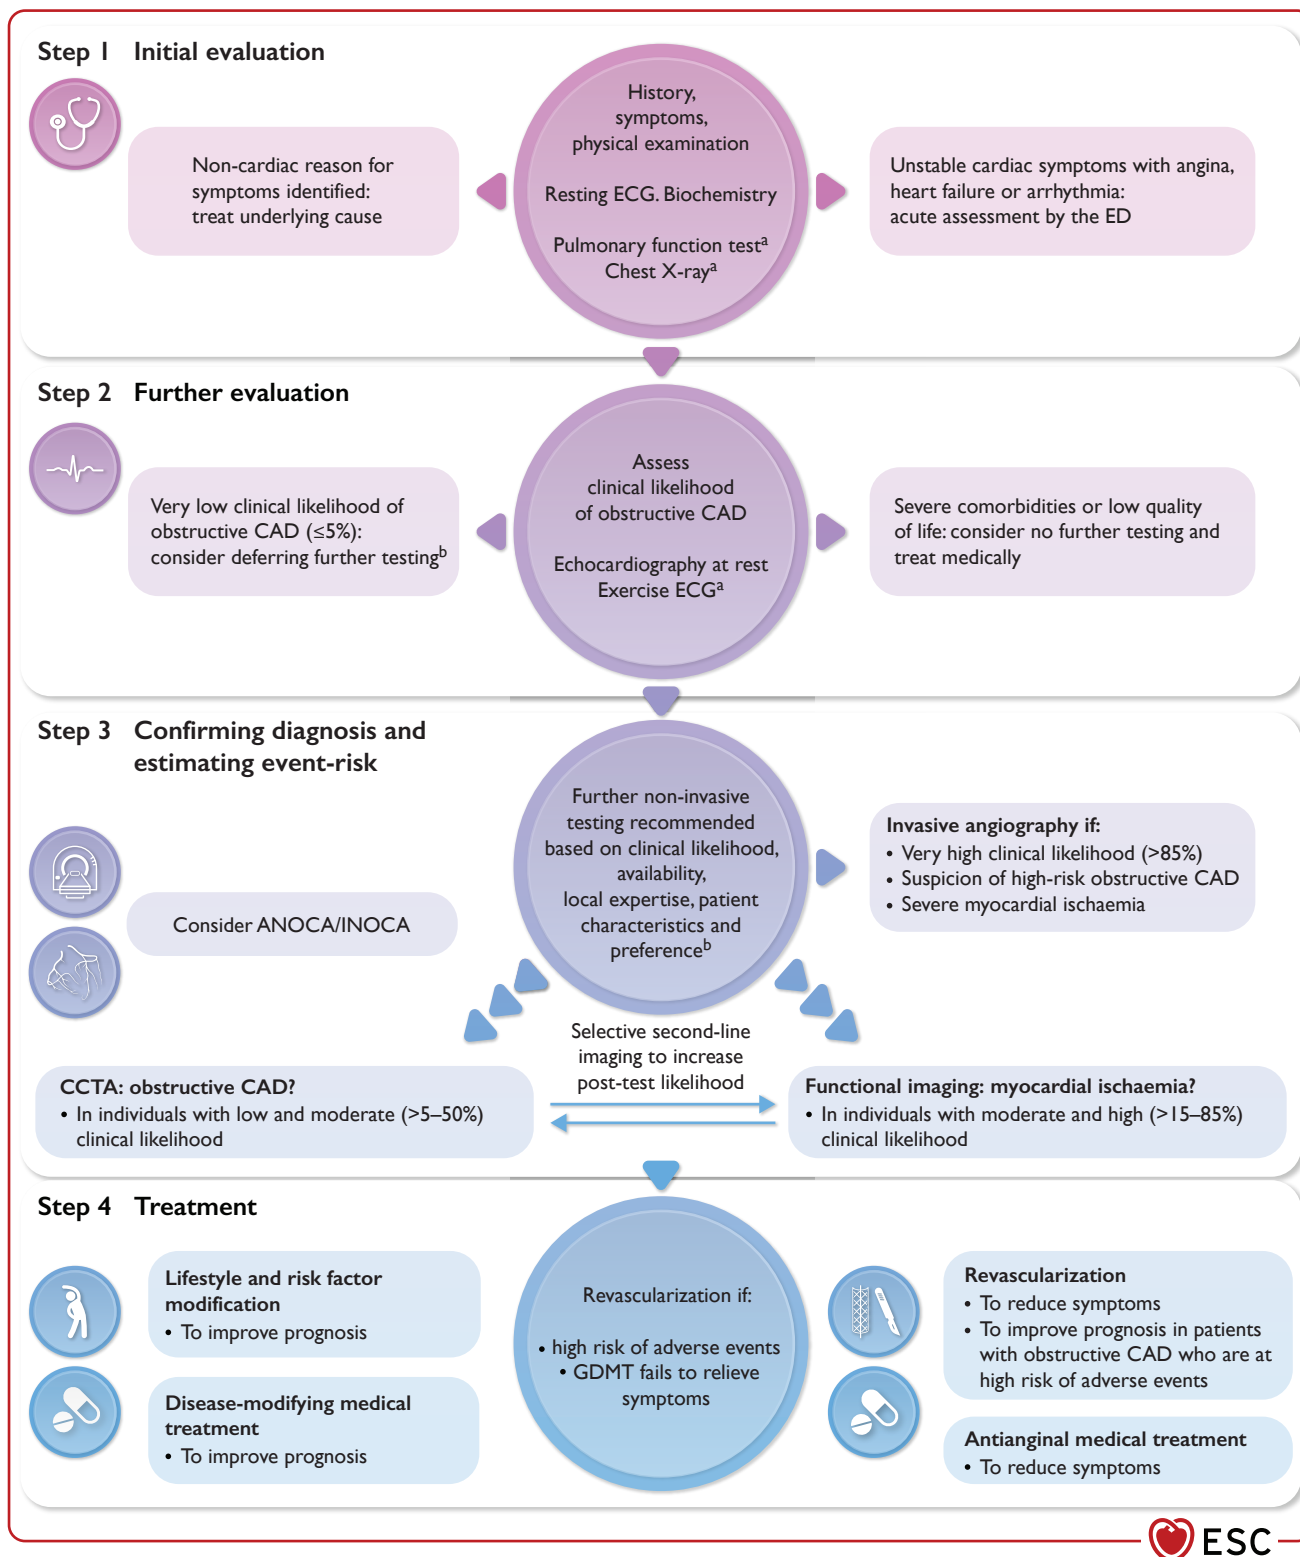 Step 1 Initial evaluation
History,
symptoms,
physical examination
Resting ECG. Biochemistry
Pulmonary function testᵃ
Chest X-rayᵃ
Non-cardiac reason for
symptoms identified:
treat underlying cause
Unstable cardiac symptoms with angina,
heart failure or arrhythmia:
acute assessment by the ED
Step 2 Further evaluation
Assess
clinical likelihood
of obstructive CAD
Echocardiography at rest
Exercise ECGᵃ
Very low clinical likelihood of
obstructive CAD (≤5%):
consider deferring further testingᵇ
Severe comorbidities or low quality
of life: consider no further testing and
treat medically
Step 3 Confirming diagnosis and
estimating event-risk
Further non-invasive
testing recommended
based on clinical likelihood,
availability,
local expertise, patient
characteristics and
preferenceᵇ
Consider ANOCA/INOCA
Invasive angiography if:
• Very high clinical likelihood (>85%)
• Suspicion of high-risk obstructive CAD
• Severe myocardial ischaemia
Selective second-line
imaging to increase
post-test likelihood
CCTA: obstructive CAD?
• In individuals with low and moderate (>5–50%)
clinical likelihood
Functional imaging: myocardial ischaemia?
• In individuals with moderate and high (>15–85%)
clinical likelihood
Step 4 Treatment
Lifestyle and risk factor
modification
• To improve prognosis
Disease-modifying medical
treatment
• To improve prognosis
Revascularization if:
• high risk of adverse events
• GDMT fails to relieve
symptoms
Revascularization
• To reduce symptoms
• To improve prognosis in patients
with obstructive CAD who are at
high risk of adverse events
Antianginal medical treatment
• To reduce symptoms
ESC